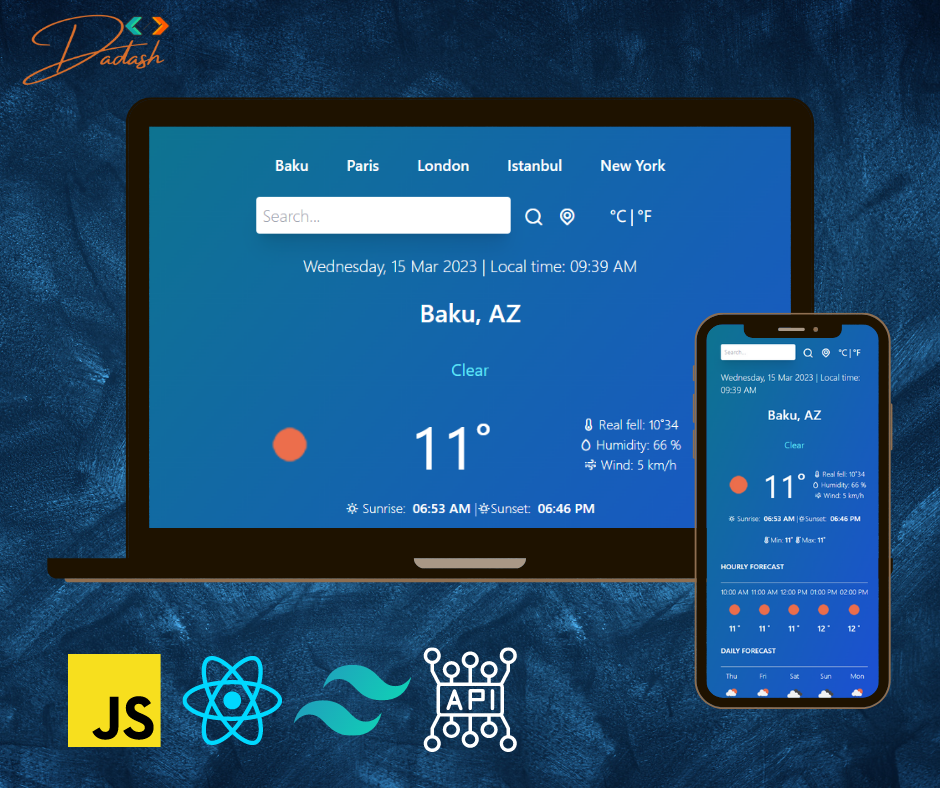 Dadash
Baku Paris London Istanbul New York
Search...
°C | °F
Wednesday, 15 Mar 2023 | Local time: 09:39 AM
Baku, AZ
Clear
11°
Real fell: 10°34
Humidity: 66 %
Wind: 5 km/h
Sunrise: 06:53 AM | Sunset: 06:46 PM
Search...
°C | °F
Wednesday, 15 Mar 2023 | Local time:
09:39 AM
Baku, AZ
Clear
11°
Real fell: 10°34
Humidity: 66 %
Wind: 5 km/h
Sunrise: 06:53 AM | Sunset: 06:46 PM
Min: 11° Max: 11°
HOURLY FORECAST
10:00 AM 11:00 AM 12:00 PM 01:00 PM 02:00 PM
11° 11° 11° 12° 12°
DAILY FORECAST
Thu Fri Sat Sun Mon
JS
API